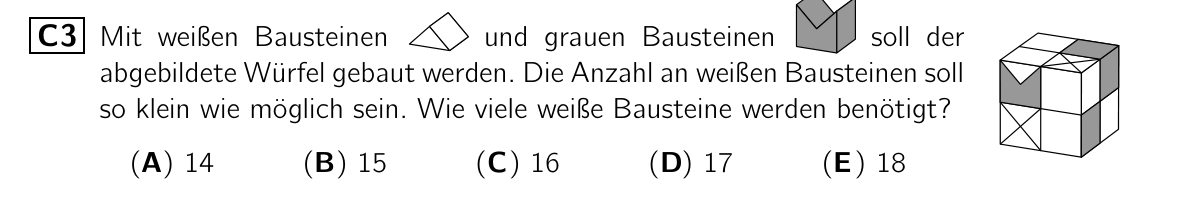 C3 Mit weißen Bausteinen und grauen Bausteinen soll der
abgebildete Würfel gebaut werden. Die Anzahl an weißen Bausteinen soll
so klein wie möglich sein. Wie viele weiße Bausteine werden benötigt?
(A) 14 (B) 15 (C) 16 (D) 17 (E) 18